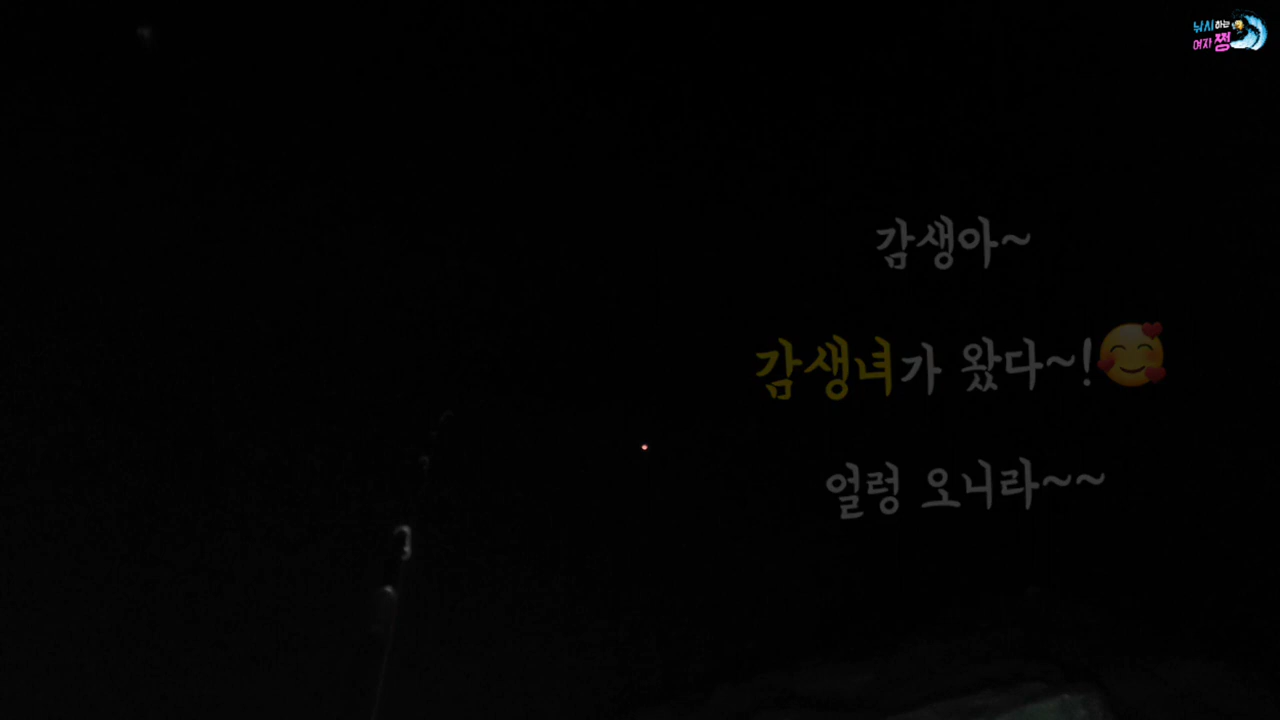 낚시하는
여자 쩡
감생아~
감생녀가 왔다~!
얼렁 오니라~~